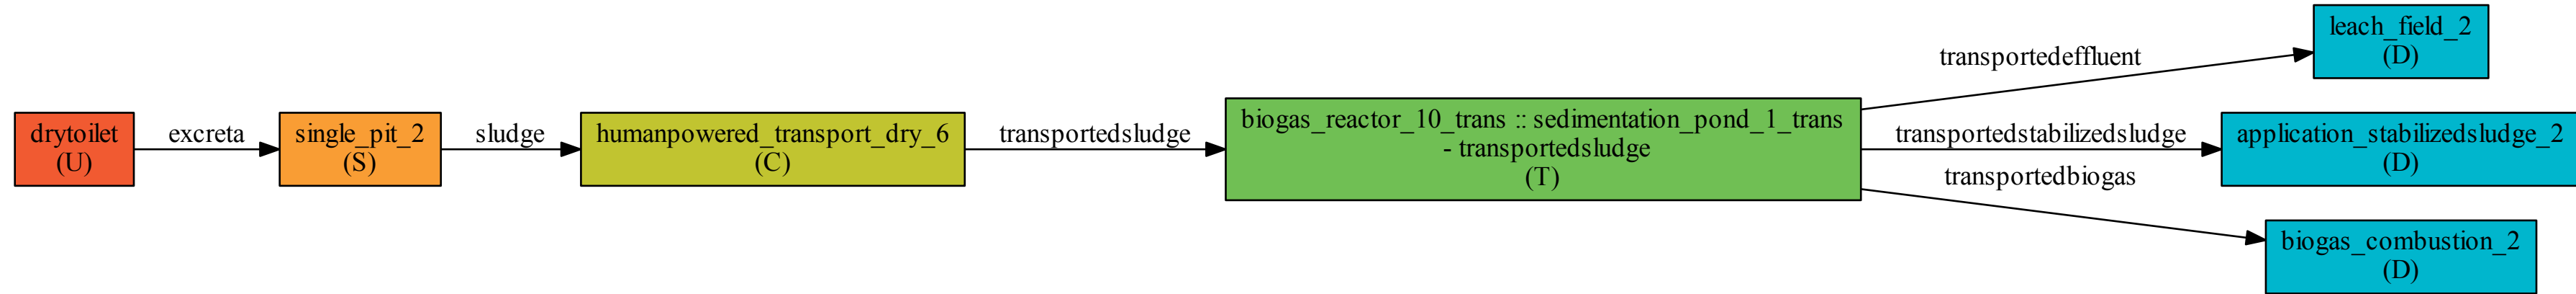 drytoilet
(U)
excreta
single_pit_2
(S)
sludge
humanpowered_transport_dry_6
(C)
transportedsludge
biogas_reactor_10_trans :: sedimentation_pond_1_trans
- transportedsludge
(T)
transportedeffluent
leach_field_2
(D)
transportedstabilizedsludge
application_stabilizedsludge_2
(D)
transportedbiogas
biogas_combustion_2
(D)